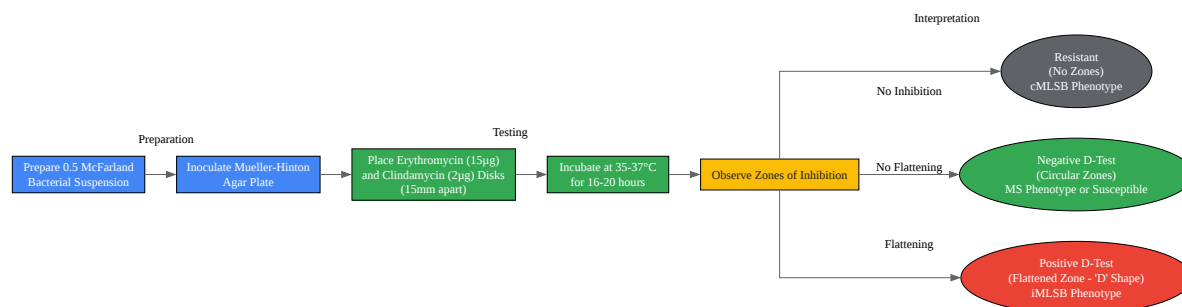 Preparation
Prepare 0.5 McFarland
Bacterial Suspension
Inoculate Mueller-Hinton
Agar Plate
Testing
Place Erythromycin (15µg)
and Clindamycin (2µg) Disks
(15mm apart)
Incubate at 35-37°C
for 16-20 hours
Observe Zones of Inhibition
Interpretation
No Inhibition
Resistant
(No Zones)
cMLSB Phenotype
No Flattening
Negative D-Test
(Circular Zones)
MS Phenotype or Susceptible
Flattening
Positive D-Test
(Flattened Zone - 'D' Shape)
iMLSB Phenotype